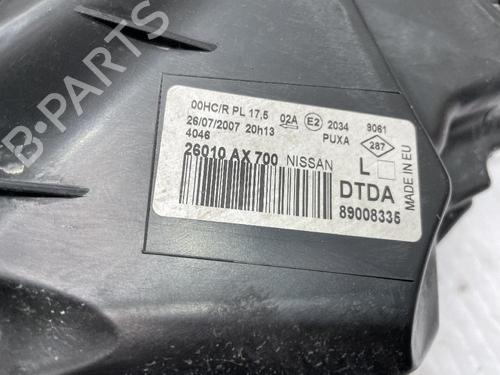 00HC/R PL 17.5 02A E2 2034 9061
26/07/2007 20h13 PUXA 287
4046
26010 AX700 NISSAN L
DTDA
89008335
MADE IN EU
B-PARTS